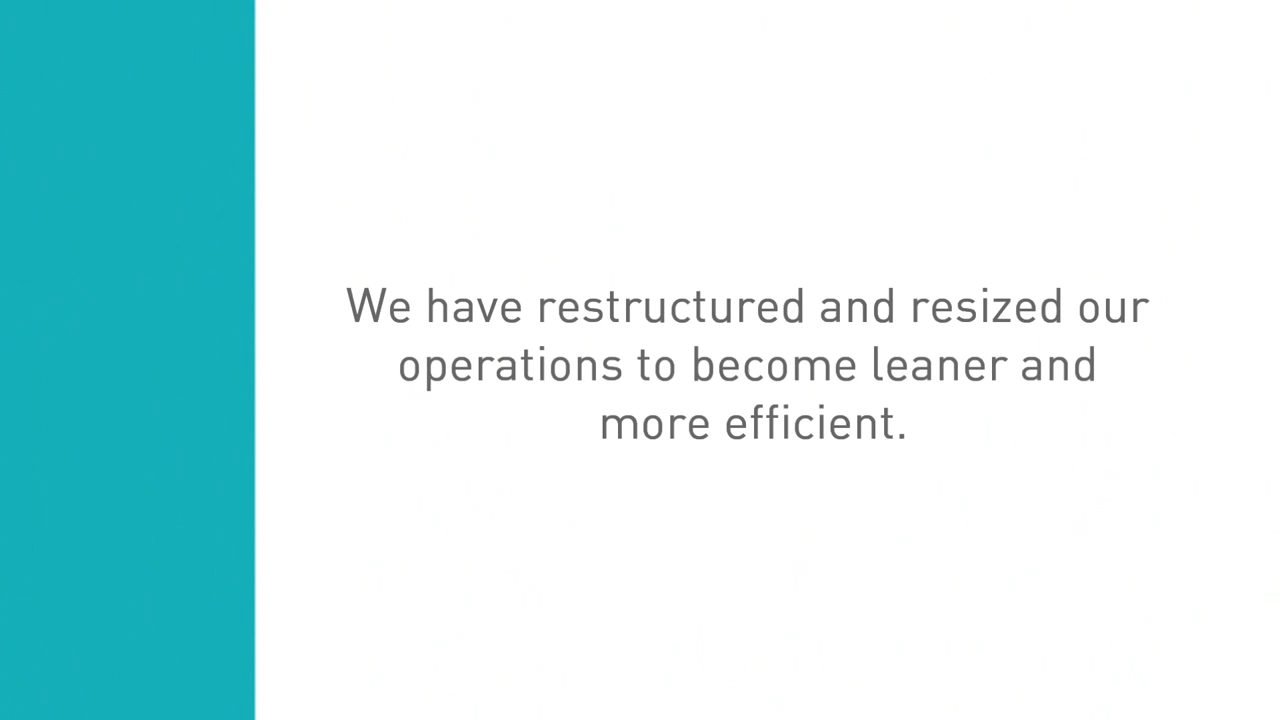 We have restructured and resized our
operations to become leaner and
more efficient.